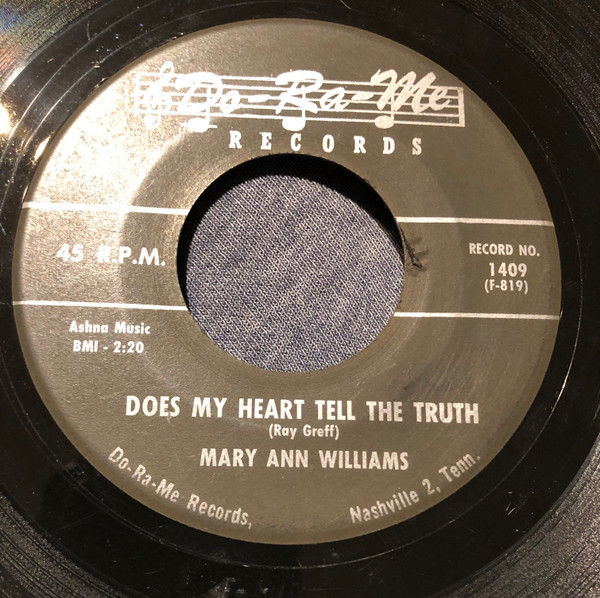 Do-Ra-Me
RECORDS
45 R.P.M.
RECORD NO.
1409
(F-819)
Ashna Music
BMI - 2:20
DOES MY HEART TELL THE TRUTH
(Ray Greff)
MARY ANN WILLIAMS
Do-Ra-Me Records, Nashville 2, Tenn.